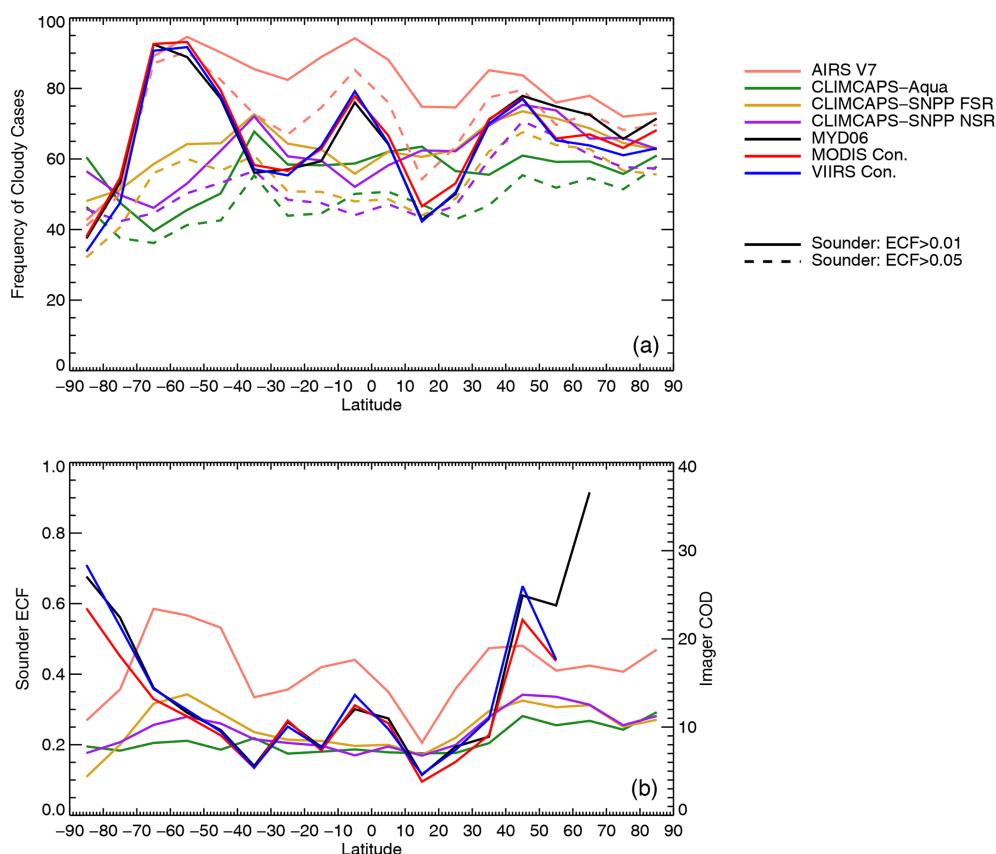 100
80
60
40
20
0
Frequency of Cloudy Cases
(a)
−90 −80 −70 −60 −50 −40 −30 −20 −10 0 10 20 30 40 50 60 70 80 90
Latitude
AIRS V7
CLIMCAPS−Aqua
CLIMCAPS−SNPP FSR
CLIMCAPS−SNPP NSR
MYD06
MODIS Con.
VIIRS Con.
Sounder: ECF>0.01
Sounder: ECF>0.05
1.0
0.8
0.6
0.4
0.2
0.0
Sounder ECF
40
30
20
10
0
Imager COD
(b)
−90 −80 −70 −60 −50 −40 −30 −20 −10 0 10 20 30 40 50 60 70 80 90
Latitude